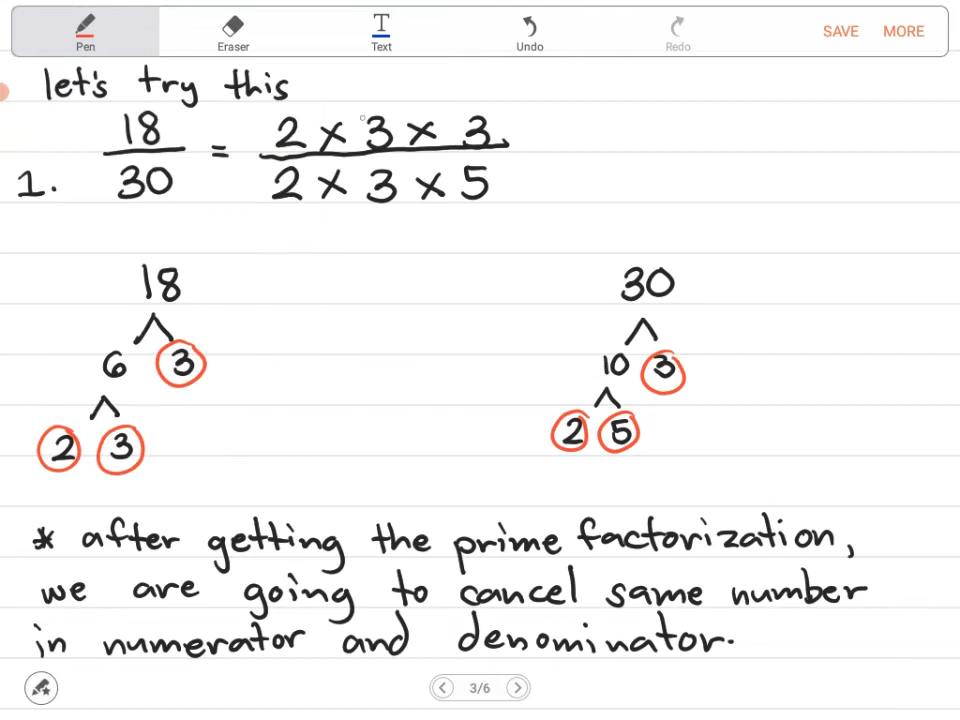 Pen Eraser Text Undo Redo SAVE MORE
let's try this
1. 18/30 = 2 x 3 x 3 / 2 x 3 x 5
18 30
6 3 10 3
2 3 2 5
* after getting the prime factorization,
we are going to cancel same number
in numerator and denominator.
3/6